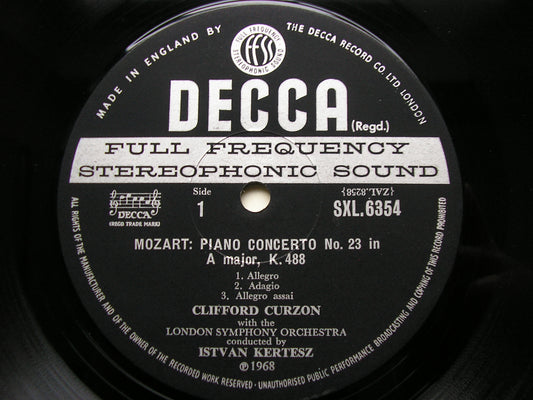 MADE IN ENGLAND BY
THE DECCA RECORD CO. LTD. LONDON
FULL FREQUENCY
ffss
STEREOPHONIC SOUND
DECCA
(Regd.)
FULL FREQUENCY
STEREOPHONIC SOUND
DECCA
(REGD TRADE MARK)
Side
1
{ZAL.8258}
SXL.6354
MOZART: PIANO CONCERTO No. 23 in
A major, K. 488
1. Allegro
2. Adagio
3. Allegro assai
CLIFFORD CURZON
with the
LONDON SYMPHONY ORCHESTRA
conducted by
ISTVAN KERTESZ
℗1968
ALL RIGHTS OF THE MANUFACTURER AND OF THE OWNER OF THE RECORDED WORK RESERVED · UNAUTHORISED PUBLIC PERFORMANCE BROADCASTING AND COPYING OF THIS RECORD PROHIBITED